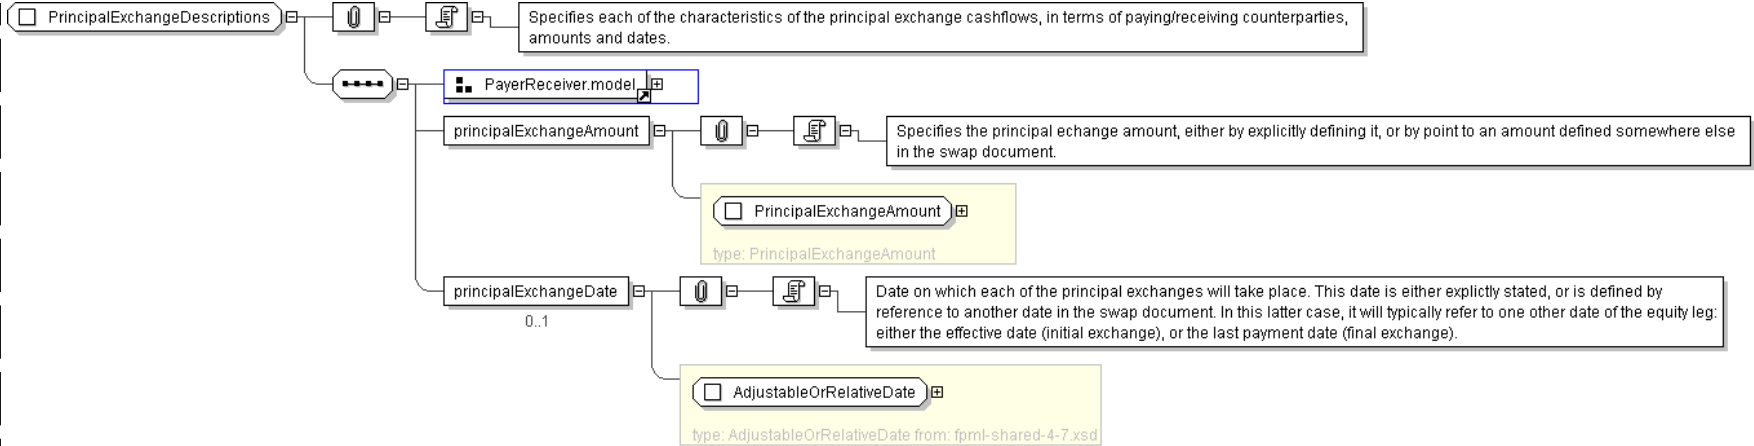 PrincipalExchangeDescriptions
Specifies each of the characteristics of the principal exchange cashflows, in terms of paying/receiving counterparties,
amounts and dates.
PayerReceiver.model
principalExchangeAmount
Specifies the principal echange amount, either by explicitly defining it, or by point to an amount defined somewhere else
in the swap document.
PrincipalExchangeAmount
type: PrincipalExchangeAmount
principalExchangeDate
0..1
Date on which each of the principal exchanges will take place. This date is either explictly stated, or is defined by
reference to another date in the swap document. In this latter case, it will typically refer to one other date of the equity leg:
either the effective date (initial exchange), or the last payment date (final exchange).
AdjustableOrRelativeDate
type: AdjustableOrRelativeDate from: fpml-shared-4-7.xsd